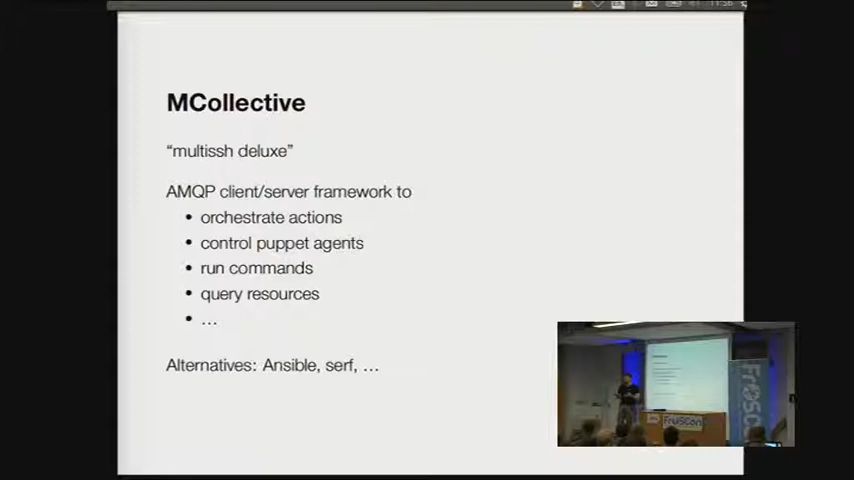 MCollective
“multissh deluxe”
AMQP client/server framework to
• orchestrate actions
• control puppet agents
• run commands
• query resources
• …
Alternatives: Ansible, serf, …
FrOSCon